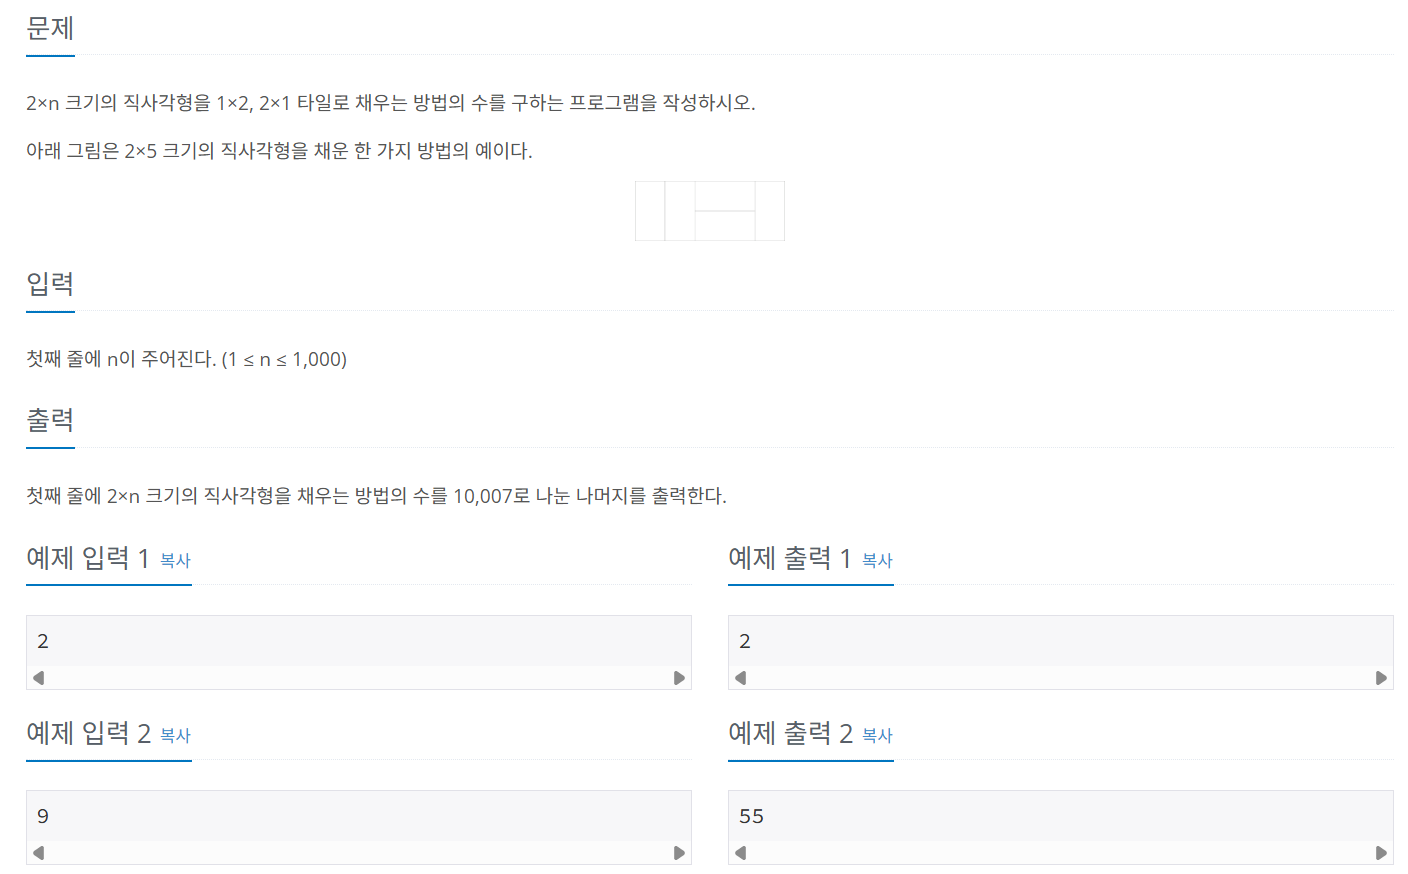 문제
2×n 크기의 직사각형을 1×2, 2×1 타일로 채우는 방법의 수를 구하는 프로그램을 작성하시오.
아래 그림은 2×5 크기의 직사각형을 채운 한 가지 방법의 예이다.
입력
첫째 줄에 n이 주어진다. (1 ≤ n ≤ 1,000)
출력
첫째 줄에 2×n 크기의 직사각형을 채우는 방법의 수를 10,007로 나눈 나머지를 출력한다.
예제 입력 1 복사
2
예제 출력 1 복사
2
예제 입력 2 복사
9
예제 출력 2 복사
55